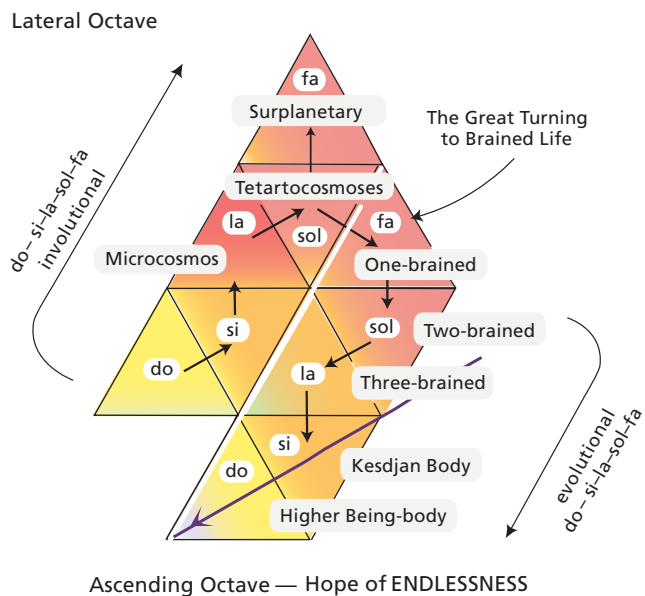 Lateral Octave
fa
Surplanetary
The Great Turning
to Brained Life
do– si–la–sol–fa
involutional
Tetartocosmoses
la
sol
fa
Microcosmos
One-brained
si
sol
Two-brained
do
la
Three-brained
si
do
Kesdjan Body
Higher Being-body
evolutional
do– si–la–sol–fa
Ascending Octave — Hope of ENDLESSNESS